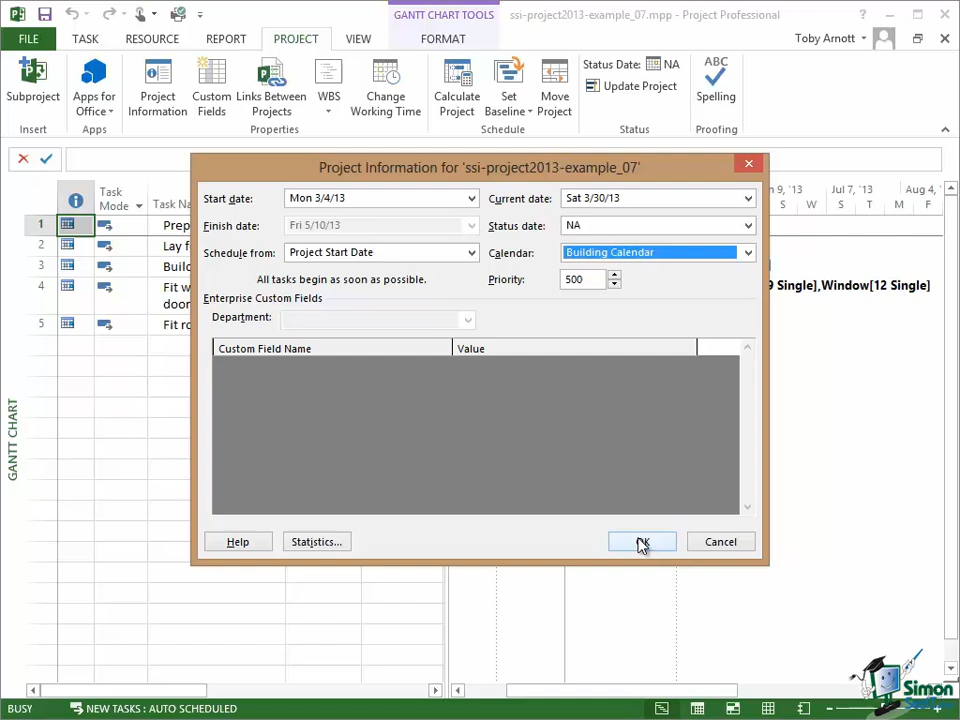 GANTT CHART TOOLS
ssi-project2013-example_07.mpp - Project Professional
FILE
TASK
RESOURCE
REPORT
PROJECT
VIEW
FORMAT
Toby Arnott
Subproject
Apps for Office
Project Information
Custom Fields
Links Between Projects
WBS
Change Working Time
Calculate Project
Set Baseline
Move Project
Status Date: NA
Update Project
ABC
Spelling
Insert
Apps
Properties
Schedule
Status
Proofing
Project Information for 'ssi-project2013-example_07'
Start date: Mon 3/4/13
Current date: Sat 3/30/13
Finish date: Fri 5/10/13
Status date: NA
Schedule from: Project Start Date
Calendar: Building Calendar
All tasks begin as soon as possible.
Priority: 500
Enterprise Custom Fields
Department:
Custom Field Name
Value
Help
Statistics...
Cancel
Task Mode
Task Na
, '13
Jul 7, '13
Aug 4,
S W T M F
1 Prep
2 Lay f
3 Buil
4 Fit w
door
5 Fit ro
Single],Window[12 Single]
GANTT CHART
BUSY
NEW TASKS : AUTO SCHEDULED
Simon